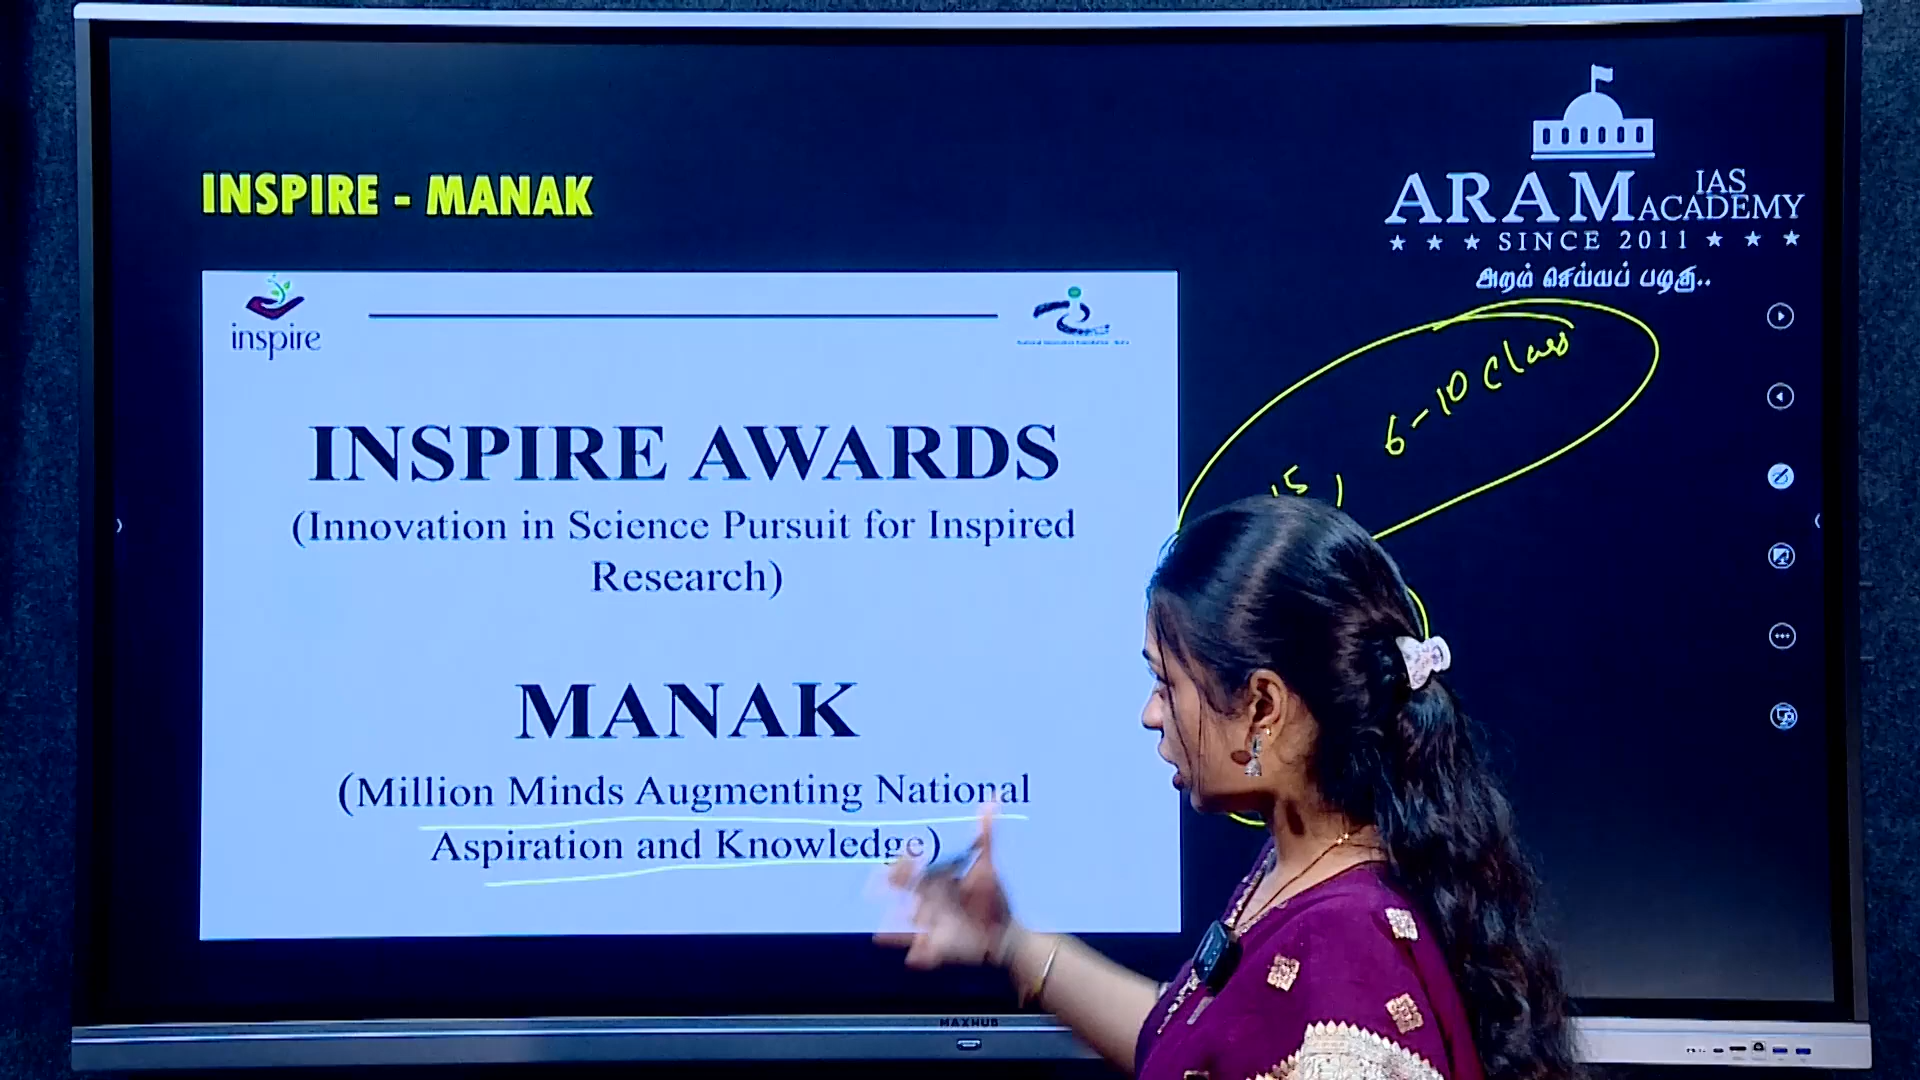 INSPIRE - MANAK
ARAM IAS ACADEMY
SINCE 2011
அறம் செய்யப் பழகு..
inspire
INSPIRE AWARDS
(Innovation in Science Pursuit for Inspired
Research)
MANAK
(Million Minds Augmenting National
Aspiration and Knowledge)
6-10 class
15,
MAXHUB